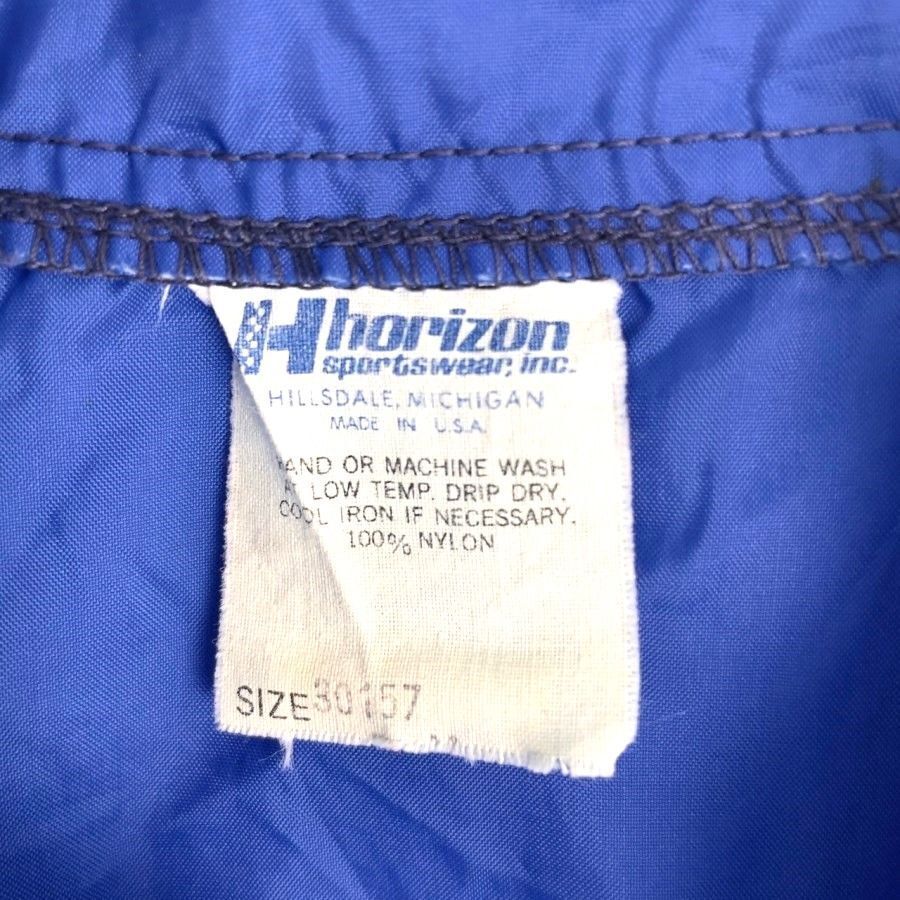 H horizon
sportswear, inc.
HILLSDALE, MICHIGAN
MADE IN U.S.A.
AND OR MACHINE WASH
LOW TEMP. DRIP DRY.
COOL IRON IF NECESSARY.
100% NYLON
SIZE 30157